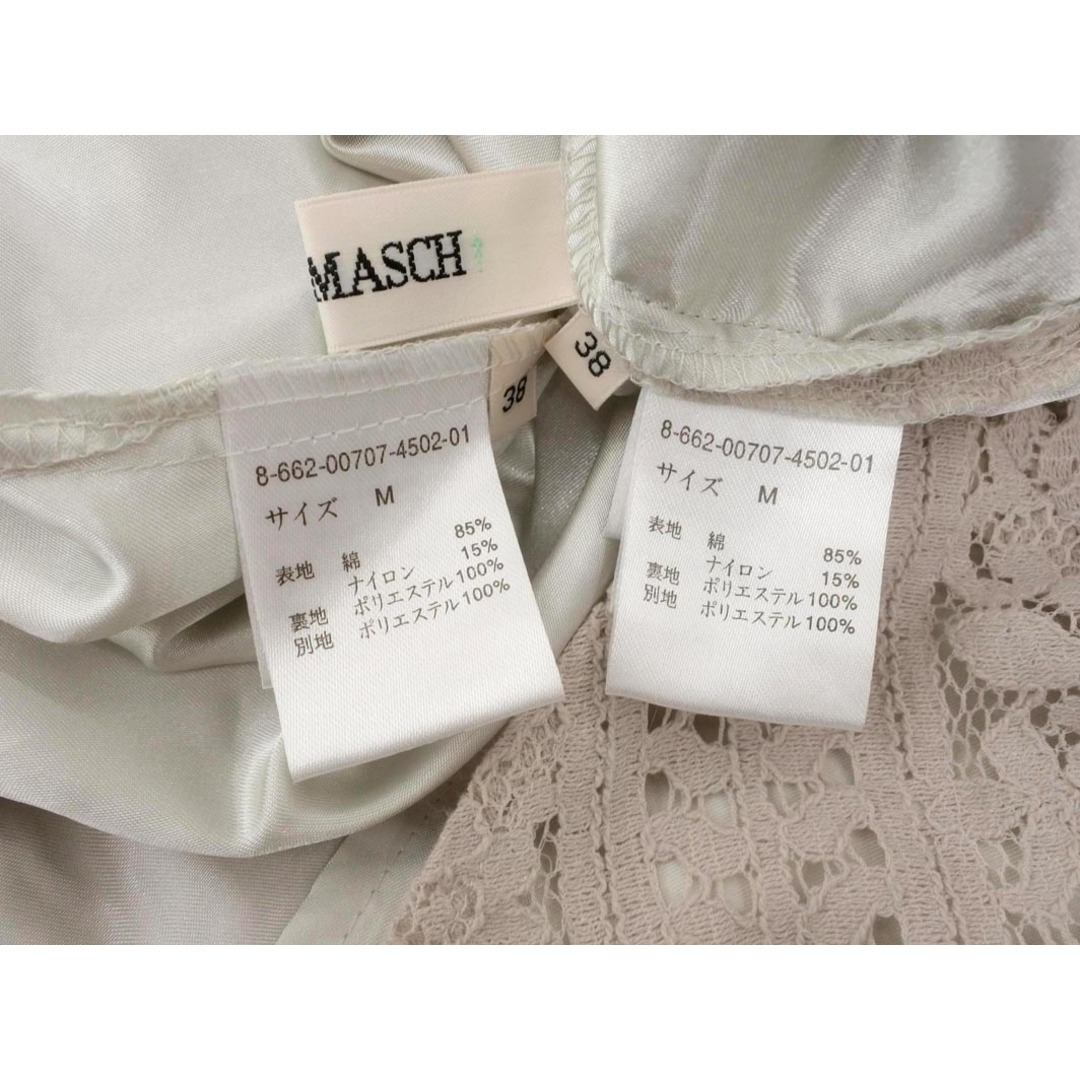 MASCH
38
38
8-662-00707-4502-01
サイズ M
表地 綿 85%
ナイロン 15%
裏地 ポリエステル 100%
別地 ポリエステル 100%
8-662-00707-4502-01
サイズ M
表地 綿 85%
ナイロン 15%
裏地 ポリエステル 100%
別地 ポリエステル 100%